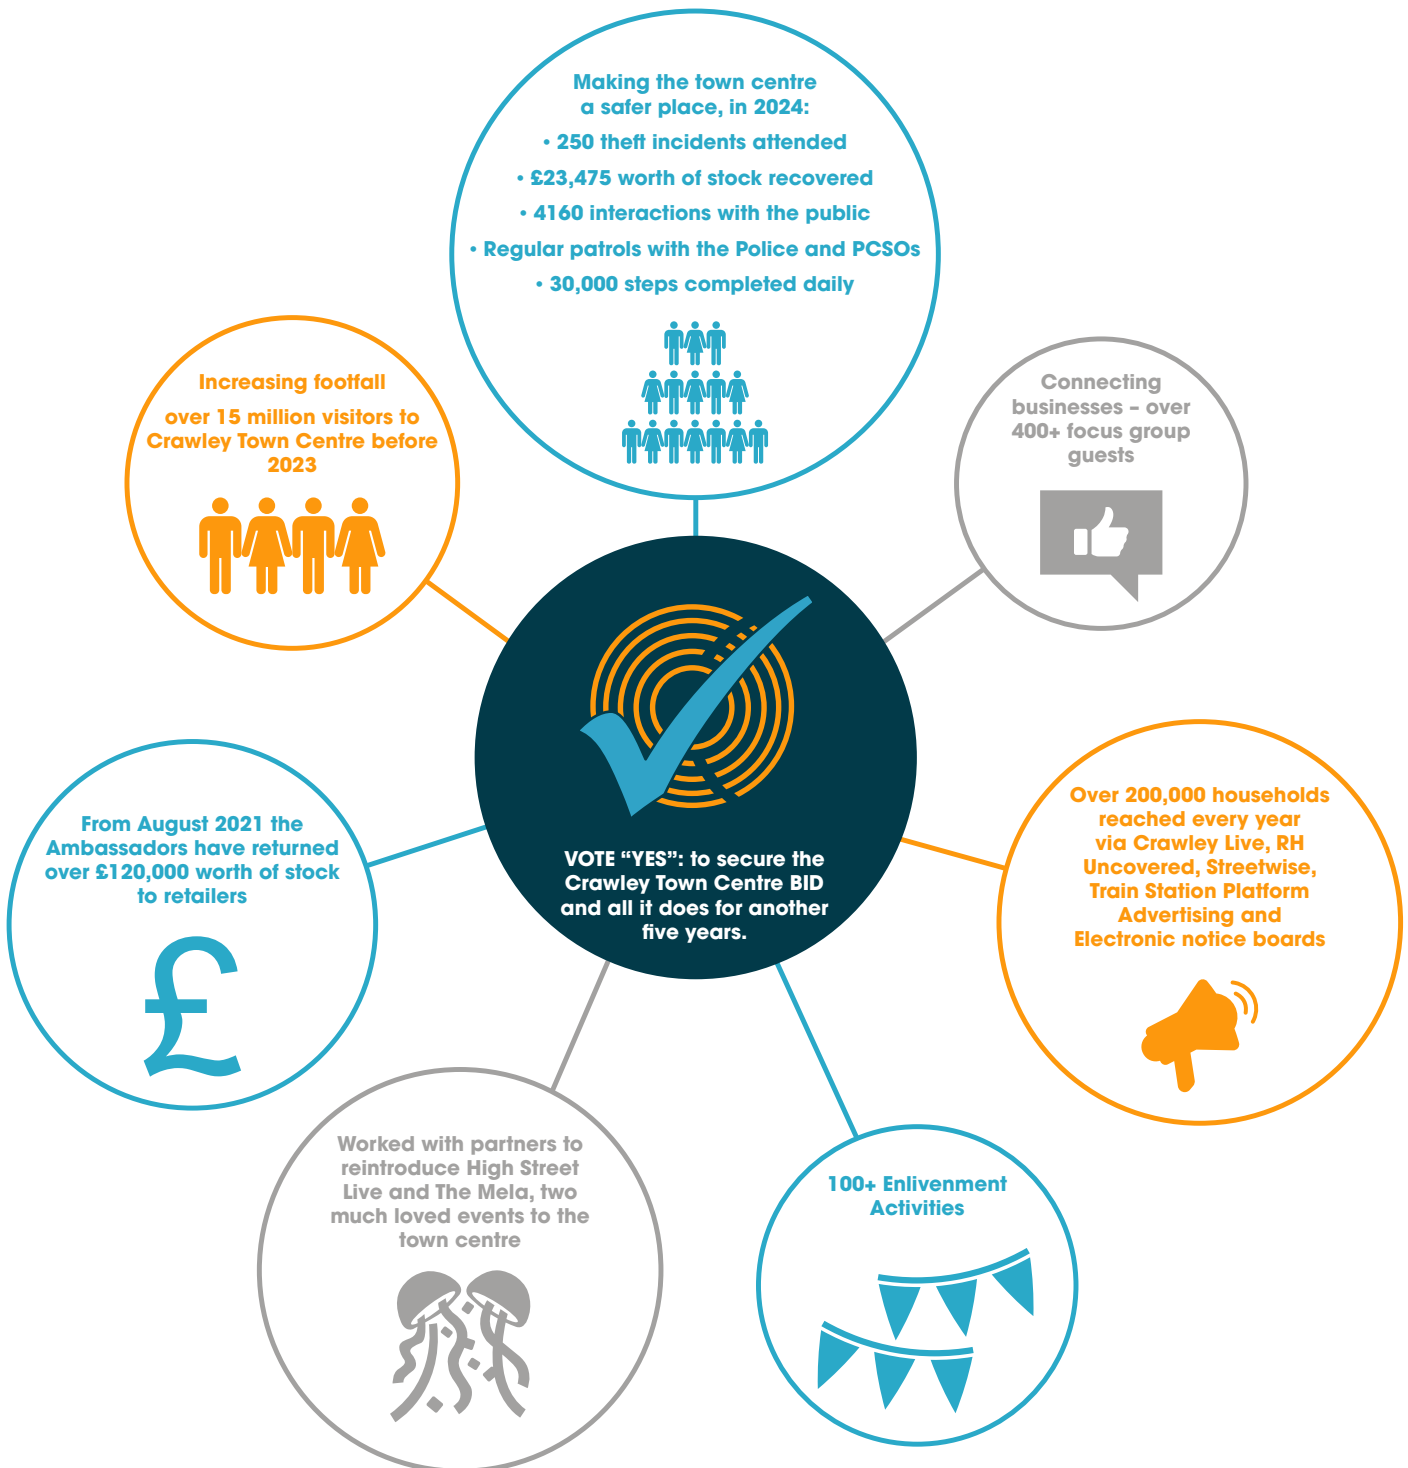 Making the town centre
a safer place, in 2024:
• 250 theft incidents attended
• £23,475 worth of stock recovered
• 4160 interactions with the public
• Regular patrols with the Police and PCSOs
• 30,000 steps completed daily
Increasing footfall
over 15 million visitors to
Crawley Town Centre before
2023
Connecting
businesses – over
400+ focus group
guests
From August 2021 the
Ambassadors have returned
over £120,000 worth of stock
to retailers
£
VOTE “YES”: to secure the
Crawley Town Centre BID
and all it does for another
five years.
Over 200,000 households
reached every year
via Crawley Live, RH
Uncovered, Streetwise,
Train Station Platform
Advertising and
Electronic notice boards
Worked with partners to
reintroduce High Street
Live and The Mela, two
much loved events to the
town centre
100+ Enlivenment
Activities